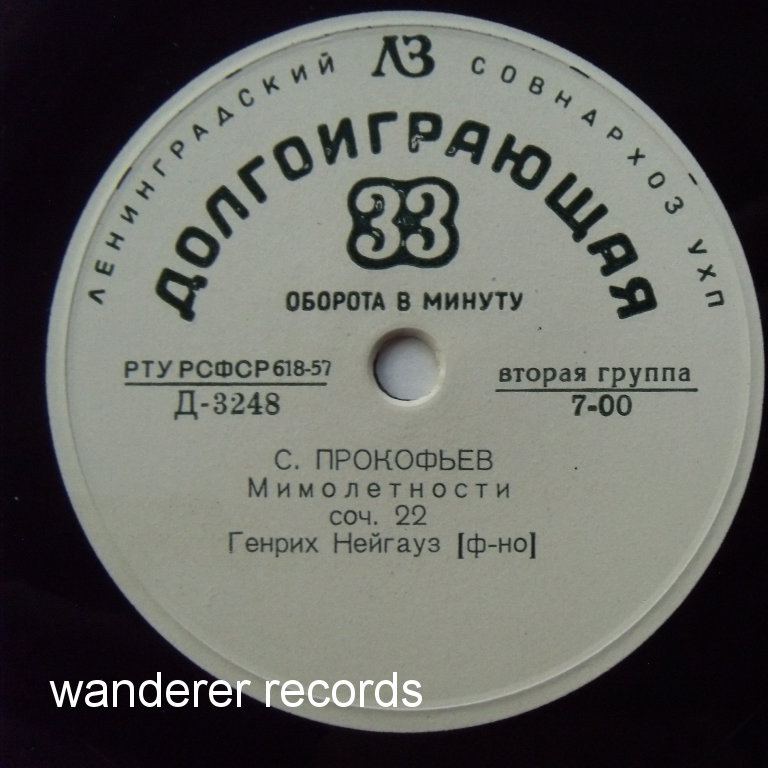 ЛЕНИНГРАДСКИЙ ЛЗ СОВНАРХОЗ УХП
ДОЛГОИГРАЮЩАЯ
33
ОБОРОТА В МИНУТУ
РТУ РСФСР 618-57
Д-3248
вторая группа
7-00
С. ПРОКОФЬЕВ
Мимолетности
соч. 22
Генрих Нейгауз [ф-но]
wanderer records